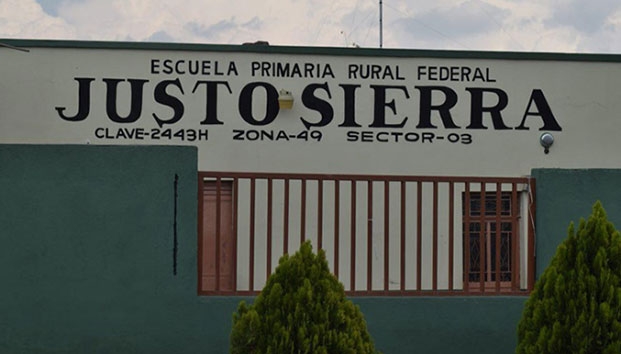 ESCUELA PRIMARIA RURAL FEDERAL
JUSTO SIERRA
CLAVE-2443H ZONA-49 SECTOR-03